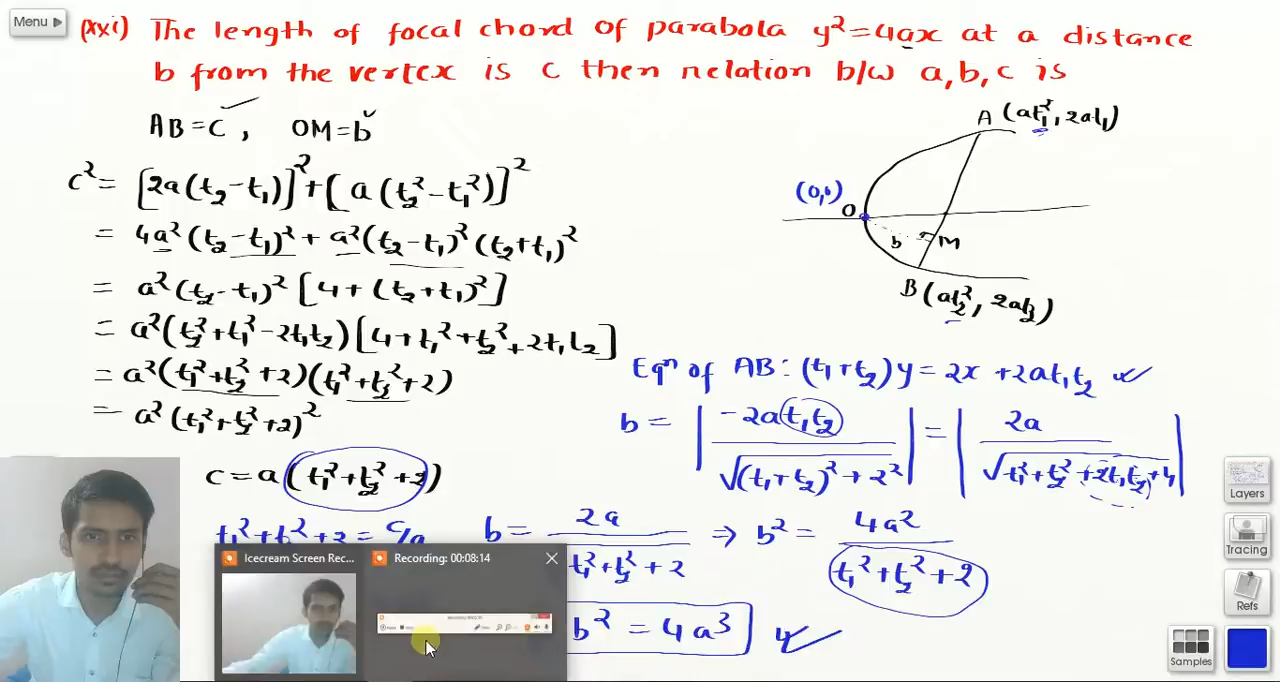 Menu
(xxi) The length of focal chord of parabola y²=4ax at a distance
b from the vertex is c then relation b/w a, b, c is
AB=c, OM=b
c² = [2a(t₂-t₁)]²+[a(t₂²-t₁²)]²
= 4a²(t₂-t₁)²+a²(t₂-t₁)²(t₂+t₁)²
= a²(t₂-t₁)²[4+(t₂+t₁)²]
= a²(t₂²+t₁²-2t₁t₂)[4+t₁²+t₂²+2t₁t₂]
= a²(t₁²+t₂²+2)(t₁²+t₂²+2)
= a²(t₁²+t₂²+2)²
c = a(t₁²+t₂²+2)
t₁²+t₂²+2 = c/a
A (at₁², 2at₁)
(0,0)
O
b
M
B (at₂², 2at₂)
Eqⁿ of AB: (t₁+t₂)y = 2x+2at₁t₂
b = |-2at₁t₂/√((t₁+t₂)²+2²)| = |2a/√(t₁²+t₂²+2t₁t₂+4)|
b = 2a/√(t₁²+t₂²+2) ⇒ b² = 4a²/(t₁²+t₂²+2)
b² = 4a³
Icecream Screen Rec...
Recording: 00:08:14
Layers
Tracing
Refs
Samples